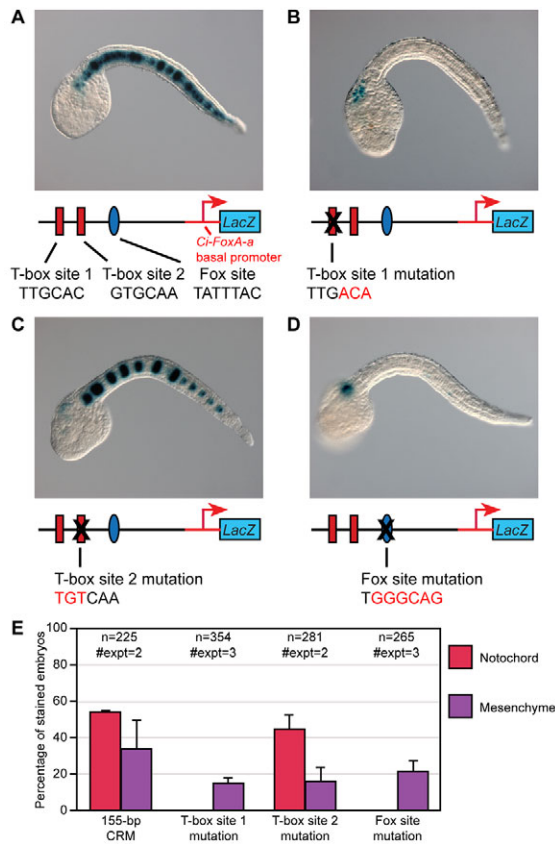 A
B
LacZ
LacZ
Ci-FoxA-a
basal promoter
T-box site 1 T-box site 2 Fox site
TTGCAC GTGCAA TATTTAC
T-box site 1 mutation
TTGACA
C
D
LacZ
LacZ
T-box site 2 mutation
TGTCAA
Fox site mutation
TGGGCAG
E
Percentage of stained embryos
100
80
60
40
20
0
n=225 n=354 n=281 n=265
#expt=2 #expt=3 #expt=2 #expt=3
Notochord
Mesenchyme
155-bp T-box site 1 T-box site 2 Fox site
CRM mutation mutation mutation